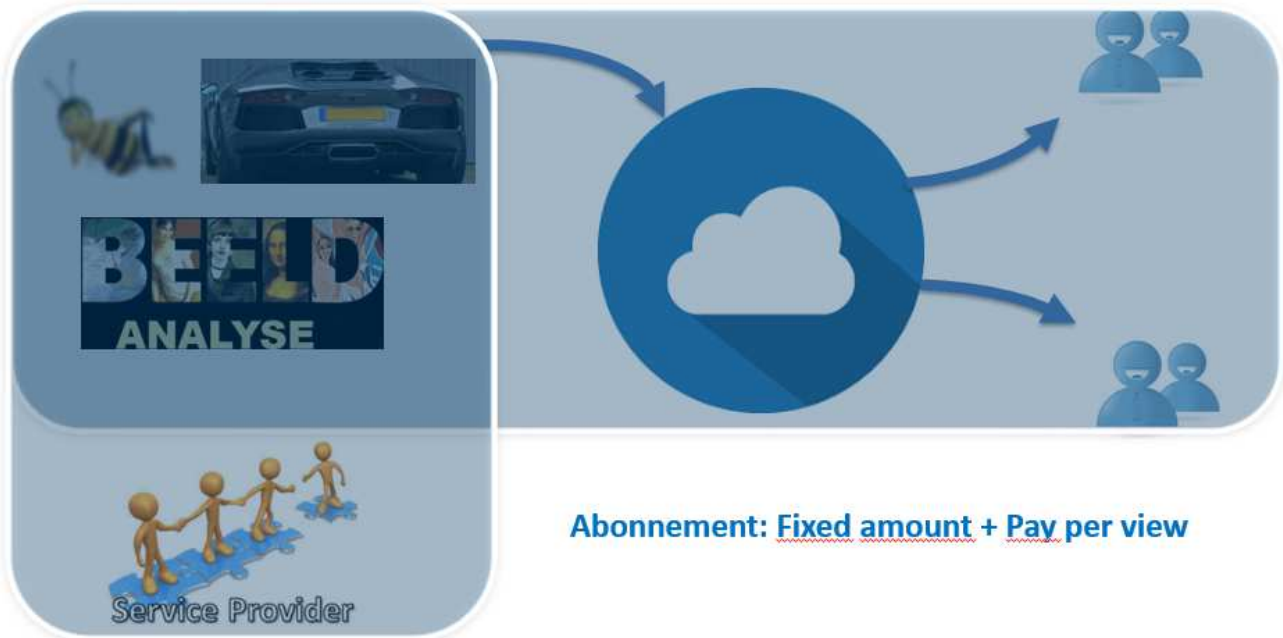 BEELD
ANALYSE
Abonnement: Fixed amount + Pay per view
Service Provider